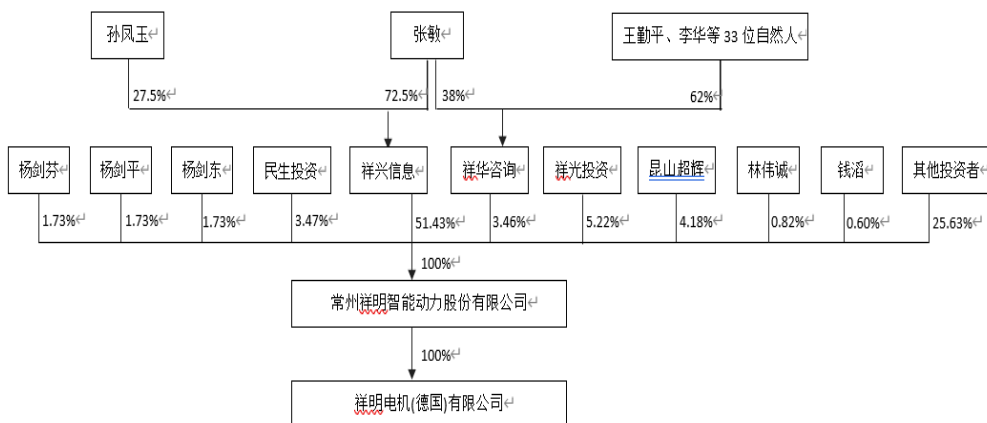 孙凤玉
张敏
王勤平、李华等 33 位自然人
27.5%
72.5%
38%
62%
杨剑芬
杨剑平
杨剑东
民生投资
祥兴信息
祥华咨询
祥光投资
昆山超辉
林伟诚
钱滔
其他投资者
1.73%
1.73%
1.73%
3.47%
51.43%
3.46%
5.22%
4.18%
0.82%
0.60%
25.63%
100%
常州祥明智能动力股份有限公司
100%
祥明电机(德国)有限公司